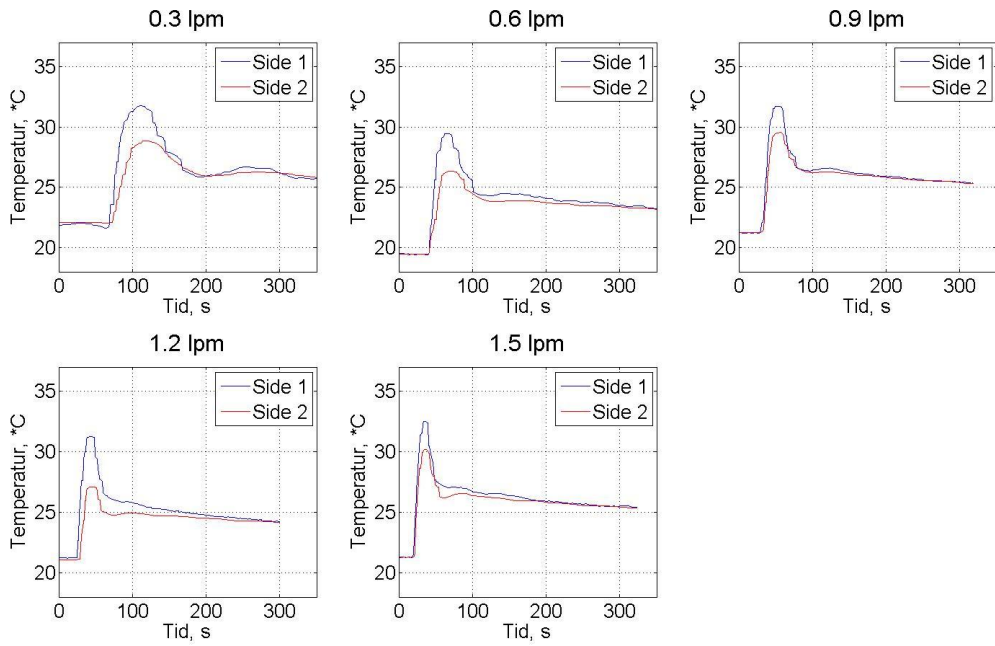 0.3 lpm
Temperatur, *C
35
30
25
20
0 100 200 300
Tid, s
Side 1
Side 2
0.6 lpm
Temperatur, *C
35
30
25
20
0 100 200 300
Tid, s
Side 1
Side 2
0.9 lpm
Temperatur, *C
35
30
25
20
0 100 200 300
Tid, s
Side 1
Side 2
1.2 lpm
Temperatur, *C
35
30
25
20
0 100 200 300
Tid, s
Side 1
Side 2
1.5 lpm
Temperatur, *C
35
30
25
20
0 100 200 300
Tid, s
Side 1
Side 2